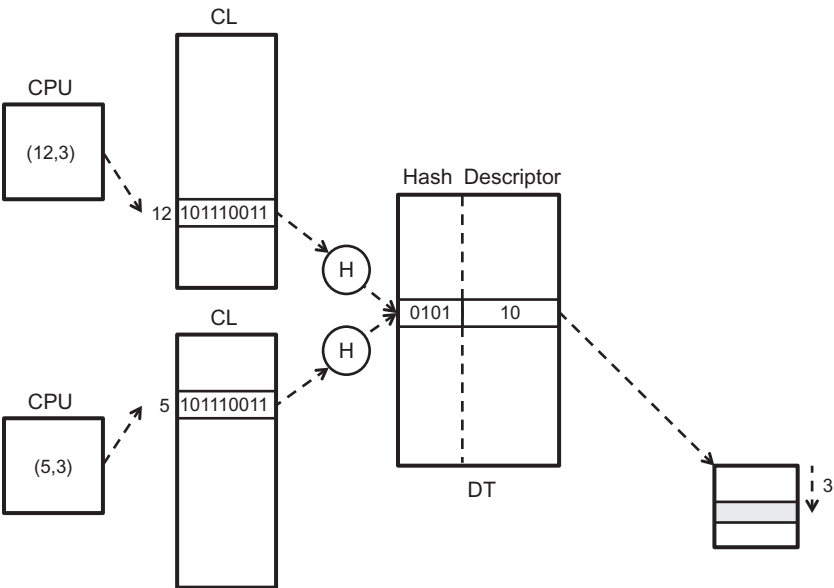 CL
CPU
(12,3)
12 101110011
Hash Descriptor
H
0101 10
CL
H
CPU
5 101110011
(5,3)
DT
3